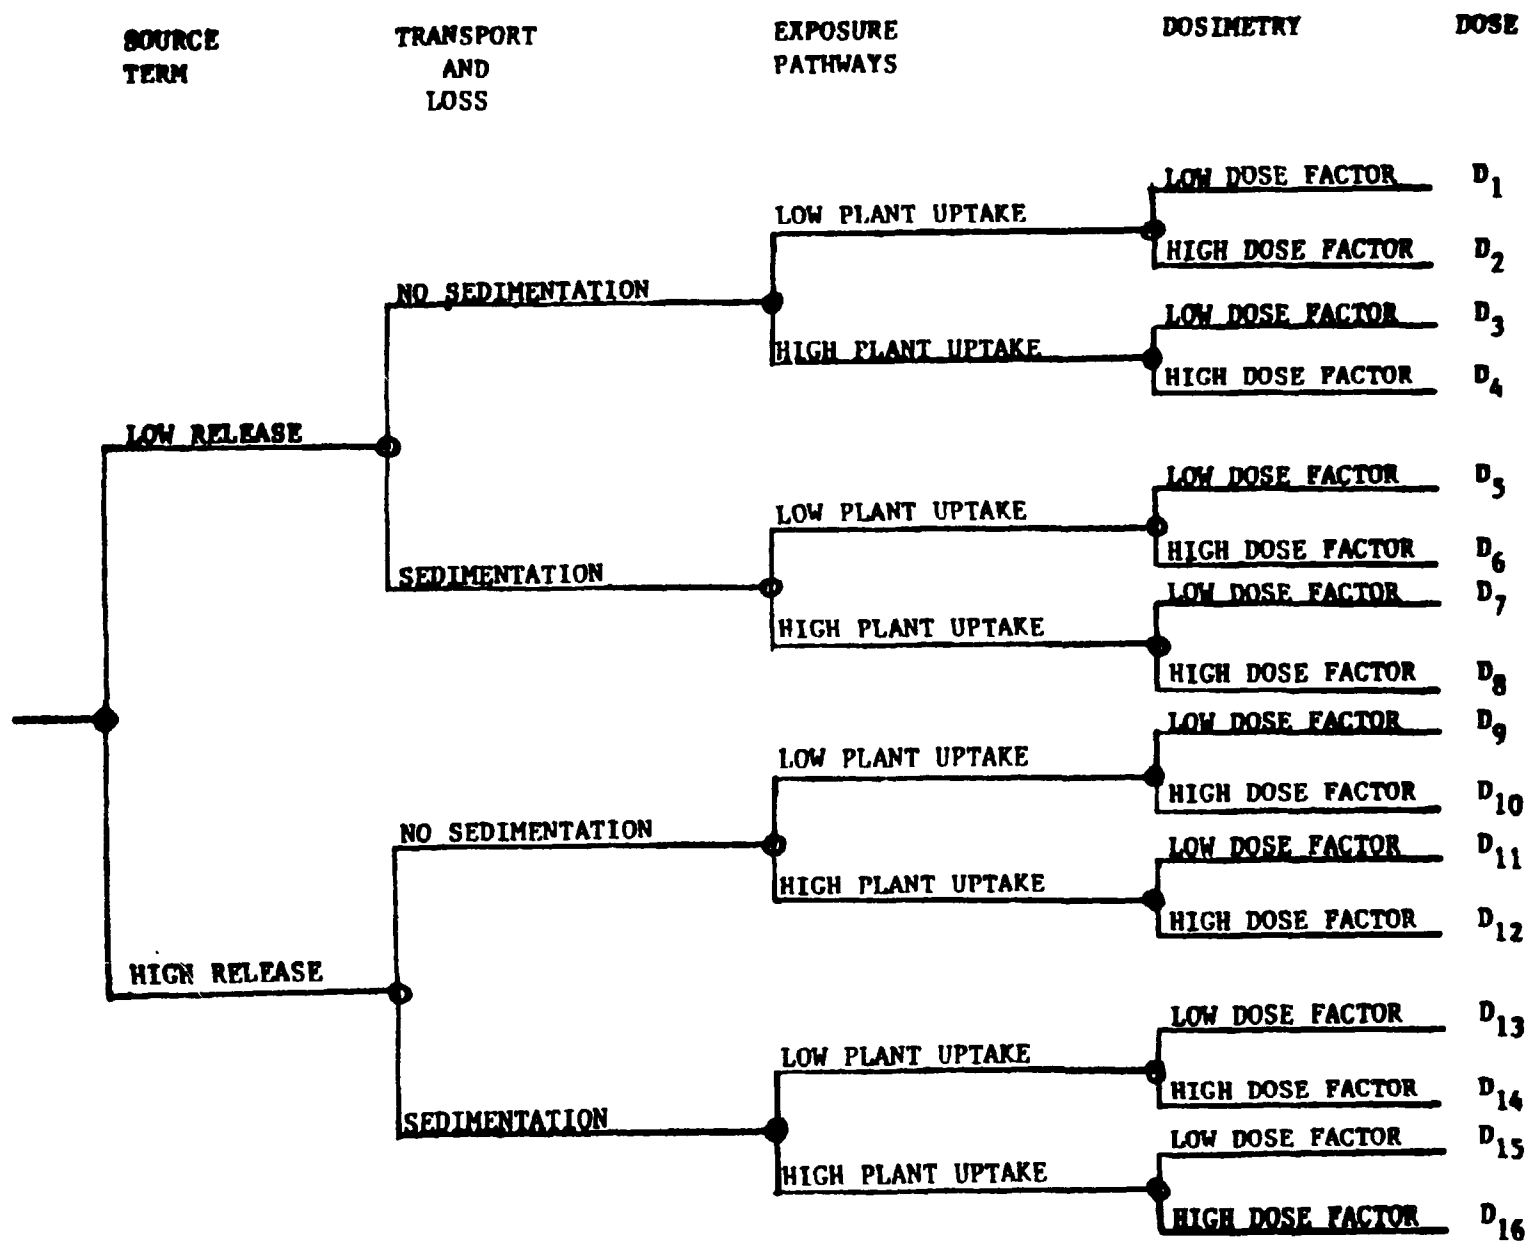 SOURCE
TERM
TRANSPORT
AND
LOSS
EXPOSURE
PATHWAYS
DOSIMETRY
DOSE
LOW DOSE FACTOR D1
LOW PLANT UPTAKE
HIGH DOSE FACTOR D2
NO SEDIMENTATION
LOW DOSE FACTOR D3
HIGH PLANT UPTAKE
HIGH DOSE FACTOR D4
LOW RELEASE
LOW DOSE FACTOR D5
LOW PLANT UPTAKE
HIGH DOSE FACTOR D6
SEDIMENTATION
LOW DOSE FACTOR D7
HIGH PLANT UPTAKE
HIGH DOSE FACTOR D8
LOW DOSE FACTOR D9
LOW PLANT UPTAKE
HIGH DOSE FACTOR D10
NO SEDIMENTATION
LOW DOSE FACTOR D11
HIGH PLANT UPTAKE
HIGH DOSE FACTOR D12
HIGH RELEASE
LOW DOSE FACTOR D13
LOW PLANT UPTAKE
HIGH DOSE FACTOR D14
SEDIMENTATION
LOW DOSE FACTOR D15
HIGH PLANT UPTAKE
HIGH DOSE FACTOR D16